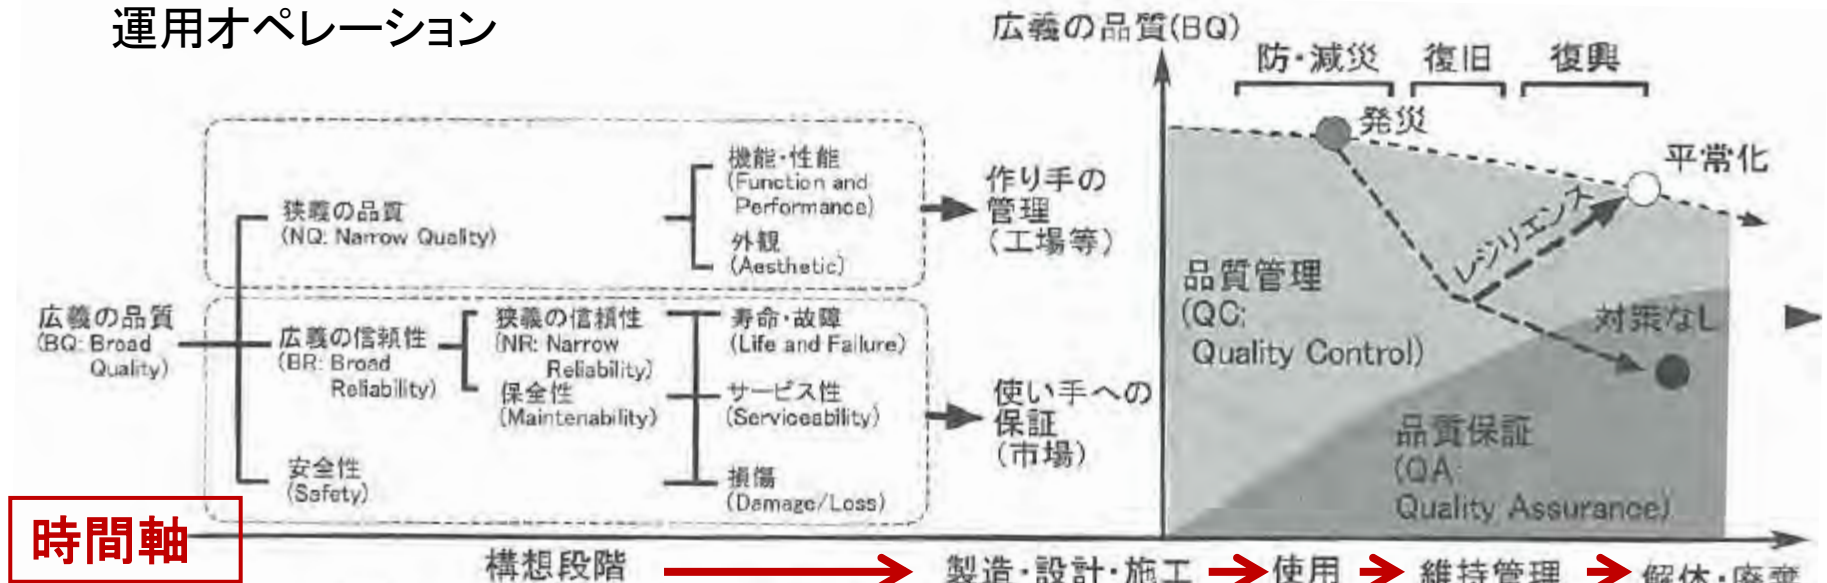 運用オペレーション
広義の品質
(BQ: Broad
Quality)
狭義の品質
(NQ: Narrow Quality)
機能・性能
(Function and
Performance)
外観
(Aesthetic)
作り手の
管理
(工場等)
広義の信頼性
(BR: Broad
Reliability)
狭義の信頼性
(NR: Narrow
Reliability)
保全性
(Maintenability)
寿命・故障
(Life and Failure)
サービス性
(Serviceability)
安全性
(Safety)
損傷
(Damage/Loss)
使い手への
保証
(市場)
広義の品質(BQ)
防・減災 復旧 復興
発災
平常化
レジリエンス
品質管理
(QC:
Quality Control)
対策なし
品質保証
(QA:
Quality Assurance)
時間軸
構想段階 製造・設計・施工 使用 維持管理 解体・廃棄